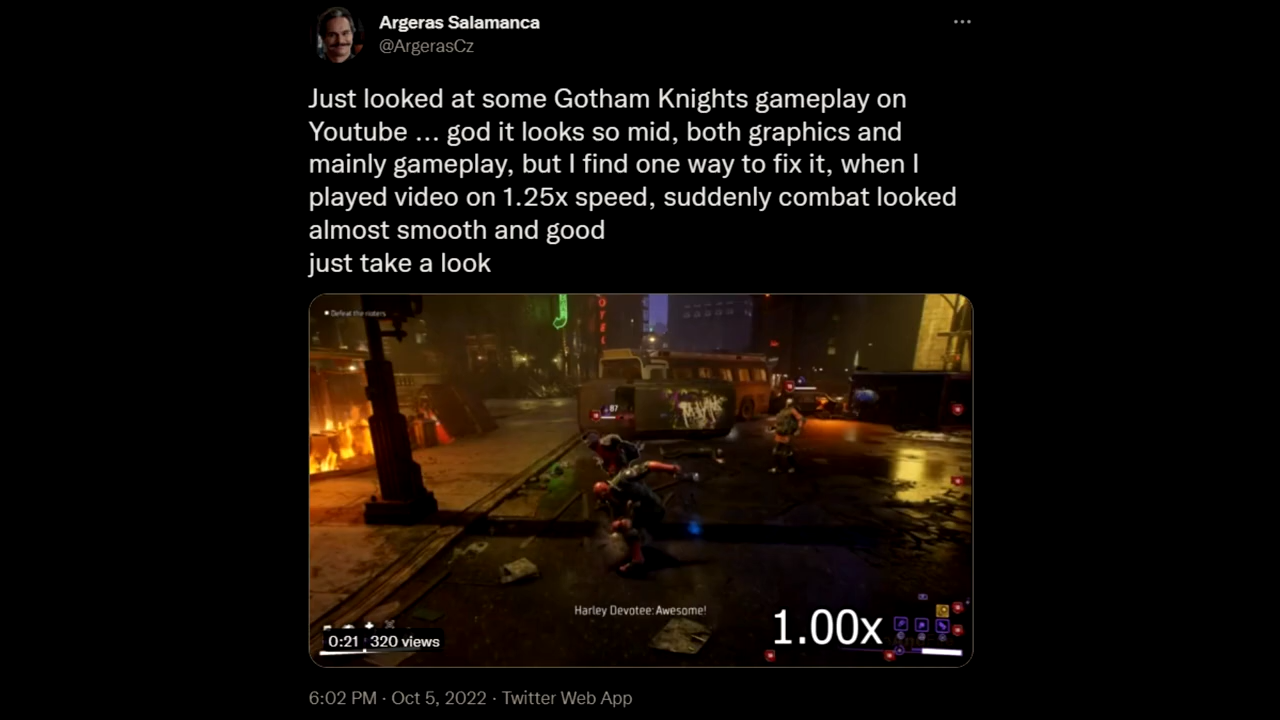 Argeras Salamanca
@ArgerasCz
Just looked at some Gotham Knights gameplay on
Youtube ... god it looks so mid, both graphics and
mainly gameplay, but I find one way to fix it, when I
played video on 1.25x speed, suddenly combat looked
almost smooth and good
just take a look
Defeat the rioters
87
Harley Devotee: Awesome!
1.00x
0:21 · 320 views
6:02 PM · Oct 5, 2022 · Twitter Web App